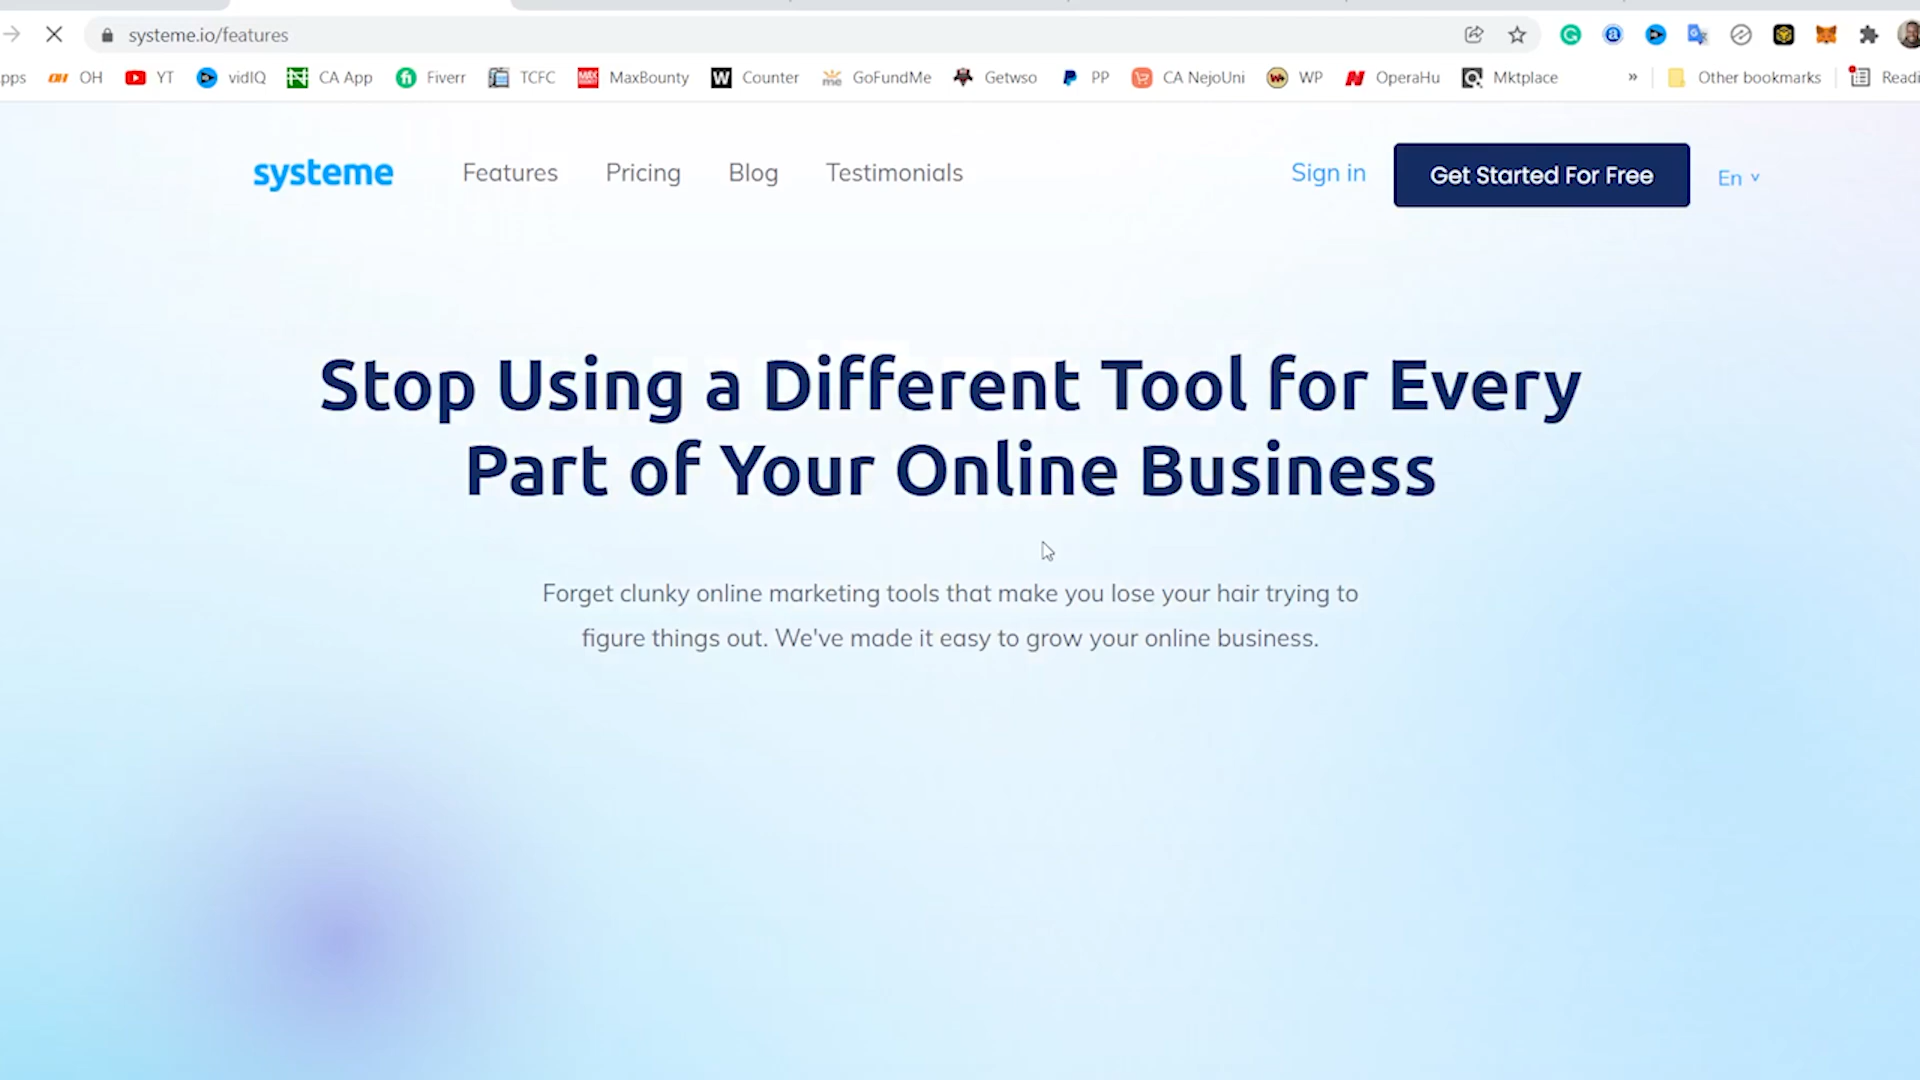 systeme.io/features
pps OH YT vidIQ CA App Fiverr TCFC MaxBounty Counter GoFundMe Getwso PP CA NejoUni WP OperaHu Mktplace » Other bookmarks Readi
systeme Features Pricing Blog Testimonials Sign in Get Started For Free En
Stop Using a Different Tool for Every
Part of Your Online Business
Forget clunky online marketing tools that make you lose your hair trying to
figure things out. We've made it easy to grow your online business.